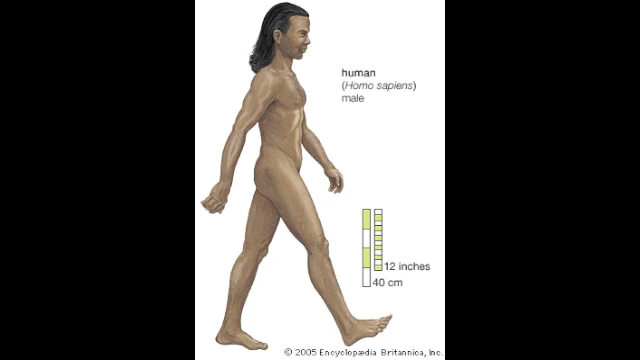 human
(Homo sapiens)
male
12 inches
40 cm
© 2005 Encyclopædia Britannica, Inc.